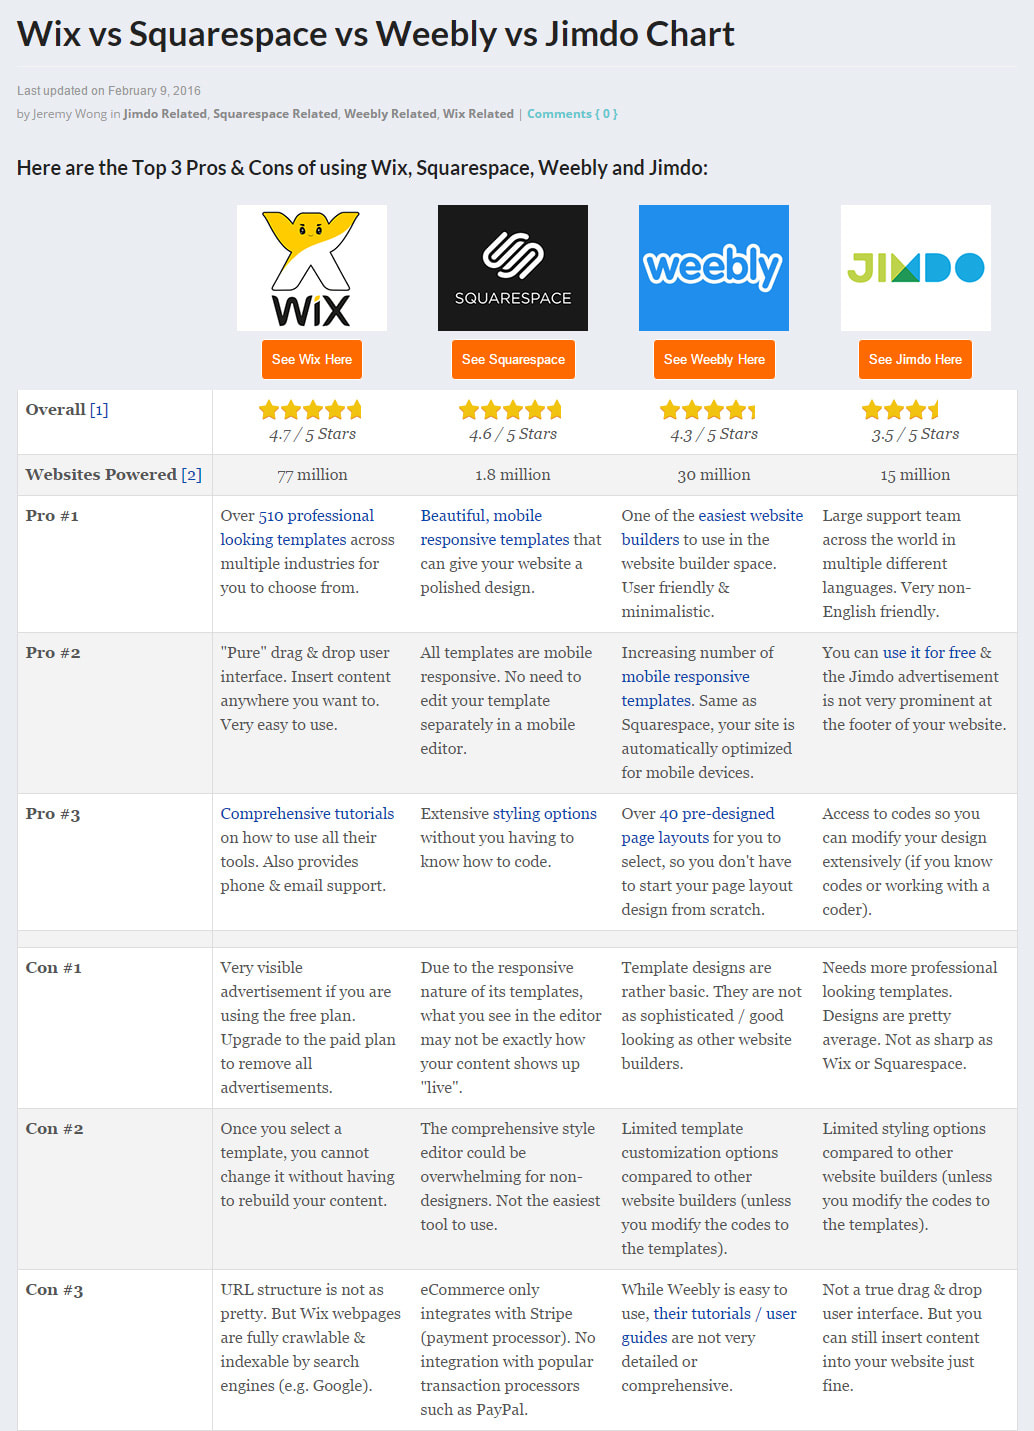 Wix vs Squarespace vs Weebly vs Jimdo Chart
Last updated on February 9, 2016
by Jeremy Wong in Jimdo Related, Squarespace Related, Weebly Related, Wix Related | Comments { 0 }
Here are the Top 3 Pros & Cons of using Wix, Squarespace, Weebly and Jimdo:
WiX
SQUARESPACE
weebly
JIMDO
See Wix Here
See Squarespace
See Weebly Here
See Jimdo Here
Overall [1]
4.7 / 5 Stars
4.6 / 5 Stars
4.3 / 5 Stars
3.5 / 5 Stars
Websites Powered [2]
77 million
1.8 million
30 million
15 million
Pro #1
Over 510 professional
looking templates across
multiple industries for
you to choose from.
Beautiful, mobile
responsive templates that
can give your website a
polished design.
One of the easiest website
builders to use in the
website builder space.
User friendly &
minimalistic.
Large support team
across the world in
multiple different
languages. Very non-
English friendly.
Pro #2
"Pure" drag & drop user
interface. Insert content
anywhere you want to.
Very easy to use.
All templates are mobile
responsive. No need to
edit your template
separately in a mobile
editor.
Increasing number of
mobile responsive
templates. Same as
Squarespace, your site is
automatically optimized
for mobile devices.
You can use it for free &
the Jimdo advertisement
is not very prominent at
the footer of your website.
Pro #3
Comprehensive tutorials
on how to use all their
tools. Also provides
phone & email support.
Extensive styling options
without you having to
know how to code.
Over 40 pre-designed
page layouts for you to
select, so you don't have
to start your page layout
design from scratch.
Access to codes so you
can modify your design
extensively (if you know
codes or working with a
coder).
Con #1
Very visible
advertisement if you are
using the free plan.
Upgrade to the paid plan
to remove all
advertisements.
Due to the responsive
nature of its templates,
what you see in the editor
may not be exactly how
your content shows up
"live".
Template designs are
rather basic. They are not
as sophisticated / good
looking as other website
builders.
Needs more professional
looking templates.
Designs are pretty
average. Not as sharp as
Wix or Squarespace.
Con #2
Once you select a
template, you cannot
change it without having
to rebuild your content.
The comprehensive style
editor could be
overwhelming for non-
designers. Not the easiest
tool to use.
Limited template
customization options
compared to other
website builders (unless
you modify the codes to
the templates).
Limited styling options
compared to other
website builders (unless
you modify the codes to
the templates).
Con #3
URL structure is not as
pretty. But Wix webpages
are fully crawlable &
indexable by search
engines (e.g. Google).
eCommerce only
integrates with Stripe
(payment processor). No
integration with popular
transaction processors
such as PayPal.
While Weebly is easy to
use, their tutorials / user
guides are not very
detailed or
comprehensive.
Not a true drag & drop
user interface. But you
can still insert content
into your website just
fine.